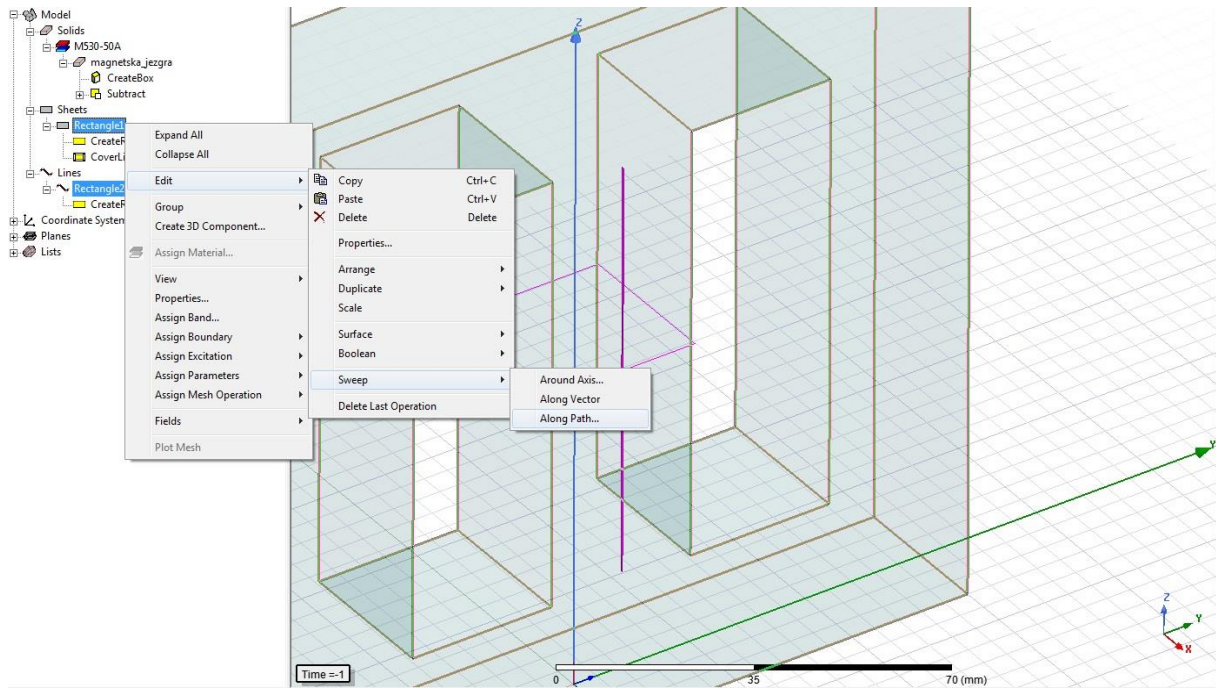 Model
Solids
M530-50A
magnetska_jezgra
CreateBox
Subtract
Sheets
Rectangle1
CreateR
CoverLi
Lines
Rectangle2
CreateR
Coordinate System
Planes
Lists
Expand All
Collapse All
Edit
Group
Create 3D Component...
Assign Material...
View
Properties...
Assign Band...
Assign Boundary
Assign Excitation
Assign Parameters
Assign Mesh Operation
Fields
Plot Mesh
Copy Ctrl+C
Paste Ctrl+V
Delete Delete
Properties...
Arrange
Duplicate
Scale
Surface
Boolean
Sweep
Delete Last Operation
Around Axis...
Along Vector
Along Path...
Z
Y
Z
Y
X
Time =-1
0 35 70 (mm)